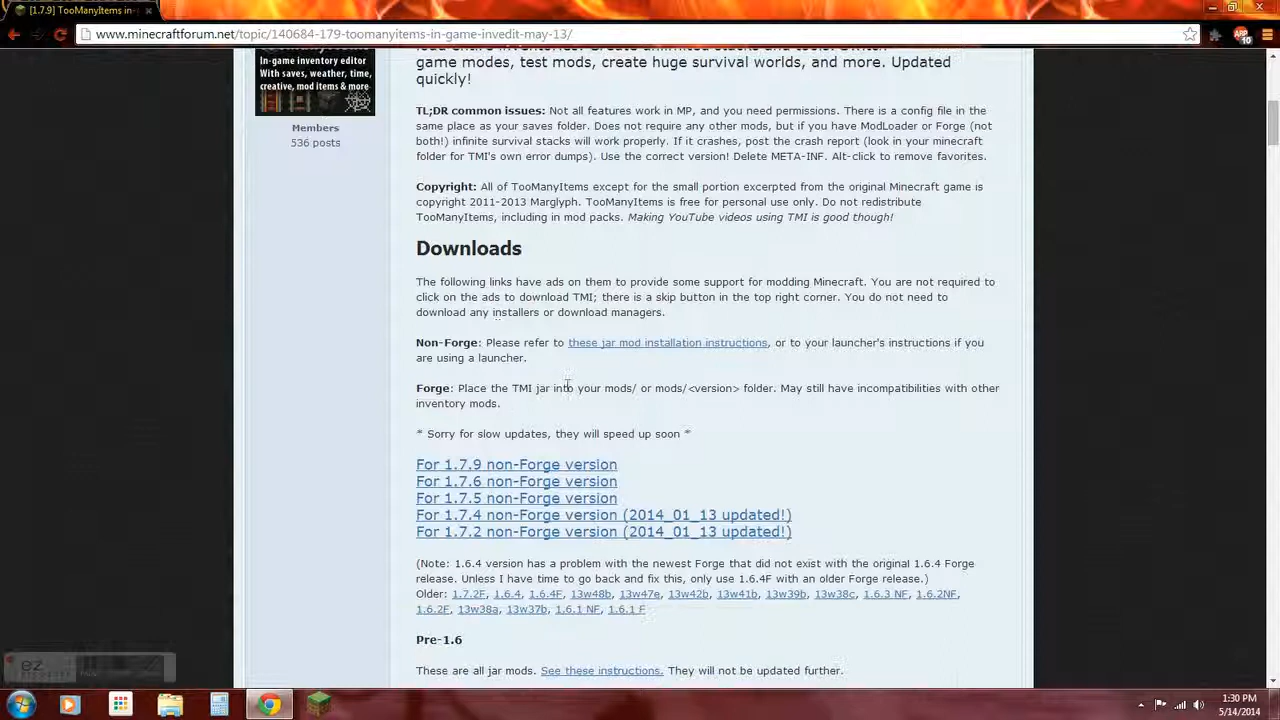 [1.7.9] TooManyItems in-
www.minecraftforum.net/topic/140684-179-toomanyitems-in-game-invedit-may-13/
ABP
10
In-game inventory editor
With saves, weather, time,
creative, mod items & more
Members
536 posts
game modes, test mods, create huge survival worlds, and more. Updated
quickly!
TL;DR common issues: Not all features work in MP, and you need permissions. There is a config file in the
same place as your saves folder. Does not require any other mods, but if you have ModLoader or Forge (not
both!) infinite survival stacks will work properly. If it crashes, post the crash report (look in your minecraft
folder for TMI's own error dumps). Use the correct version! Delete META-INF. Alt-click to remove favorites.
Copyright: All of TooManyItems except for the small portion excerpted from the original Minecraft game is
copyright 2011-2013 Marglyph. TooManyItems is free for personal use only. Do not redistribute
TooManyItems, including in mod packs. Making YouTube videos using TMI is good though!
Downloads
The following links have ads on them to provide some support for modding Minecraft. You are not required to
click on the ads to download TMI; there is a skip button in the top right corner. You do not need to
download any installers or download managers.
Non-Forge: Please refer to these jar mod installation instructions, or to your launcher's instructions if you
are using a launcher.
Forge: Place the TMI jar into your mods/ or mods/<version> folder. May still have incompatibilities with other
inventory mods.
* Sorry for slow updates, they will speed up soon *
For 1.7.9 non-Forge version
For 1.7.6 non-Forge version
For 1.7.5 non-Forge version
For 1.7.4 non-Forge version (2014_01_13 updated!)
For 1.7.2 non-Forge version (2014_01_13 updated!)
(Note: 1.6.4 version has a problem with the newest Forge that did not exist with the original 1.6.4 Forge
release. Unless I have time to go back and fix this, only use 1.6.4F with an older Forge release.)
Older: 1.7.2F, 1.6.4, 1.6.4F, 13w48b, 13w47e, 13w42b, 13w41b, 13w39b, 13w38c, 1.6.3 NF, 1.6.2NF,
1.6.2F, 13w38a, 13w37b, 1.6.1 NF, 1.6.1 F
Pre-1.6
These are all jar mods. See these instructions. They will not be updated further.
ez
1:30 PM
5/14/2014